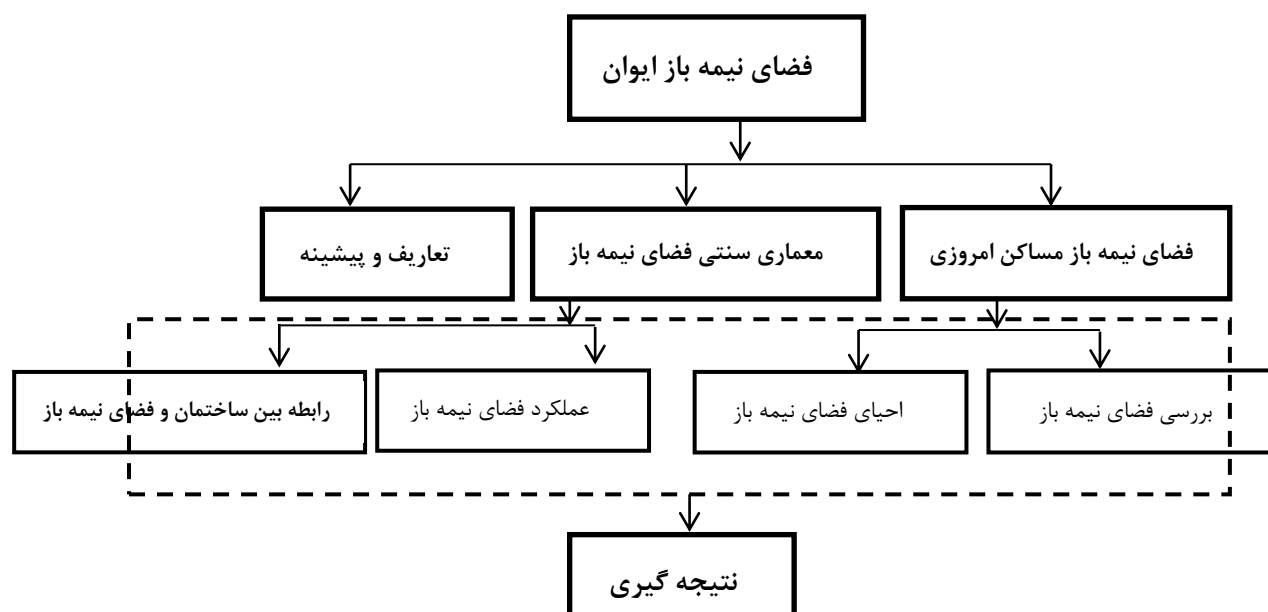 فضای نیمه باز ایوان
فضای نیمه باز مساکن امروزی
معماری سنتی فضای نیمه باز
تعاریف و پیشینه
بررسی فضای نیمه باز
احیای فضای نیمه باز
عملکرد فضای نیمه باز
رابطه بین ساختمان و فضای نیمه باز
نتیجه گیری